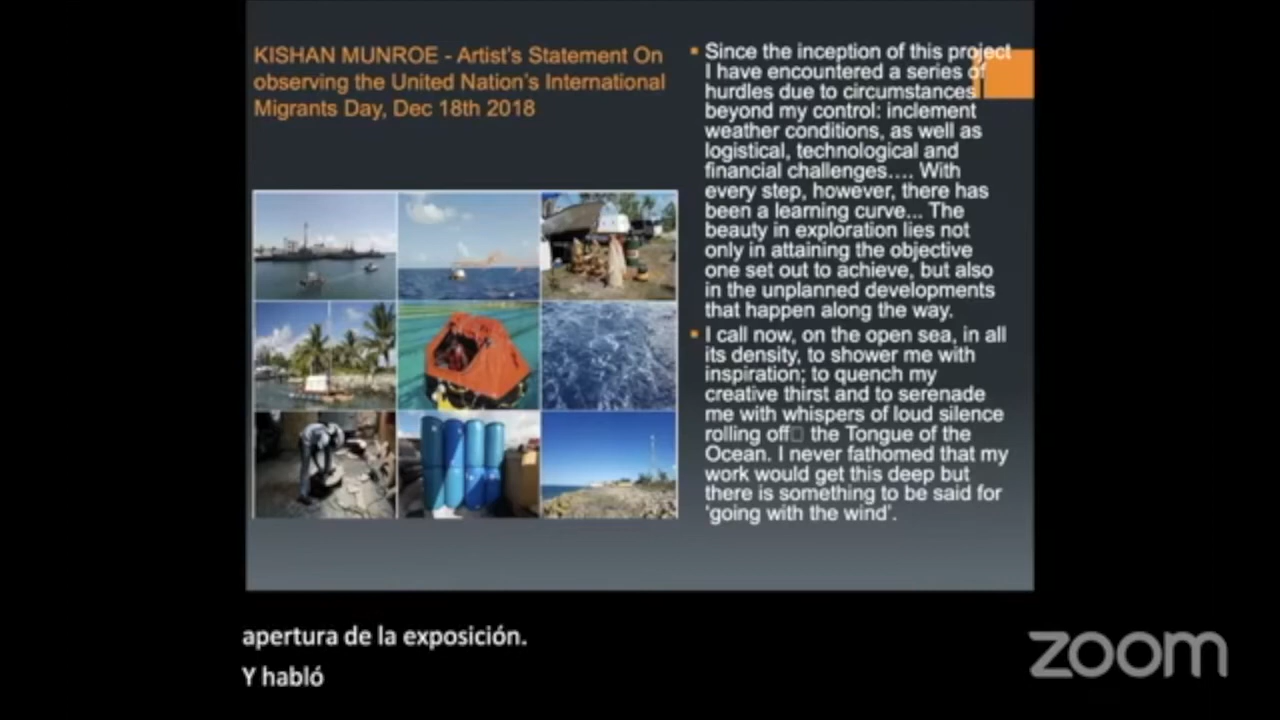 KISHAN MUNROE - Artist's Statement On
observing the United Nation's International
Migrants Day, Dec 18th 2018
Since the inception of this project
I have encountered a series of
hurdles due to circumstances
beyond my control: inclement
weather conditions, as well as
logistical, technological and
financial challenges…. With
every step, however, there has
been a learning curve... The
beauty in exploration lies not
only in attaining the objective
one set out to achieve, but also
in the unplanned developments
that happen along the way.
I call now, on the open sea, in all
its density, to shower me with
inspiration; to quench my
creative thirst and to serenade
me with whispers of loud silence
rolling off the Tongue of the
Ocean. I never fathomed that my
work would get this deep but
there is something to be said for
'going with the wind'.
apertura de la exposición.
Y habló
zoom